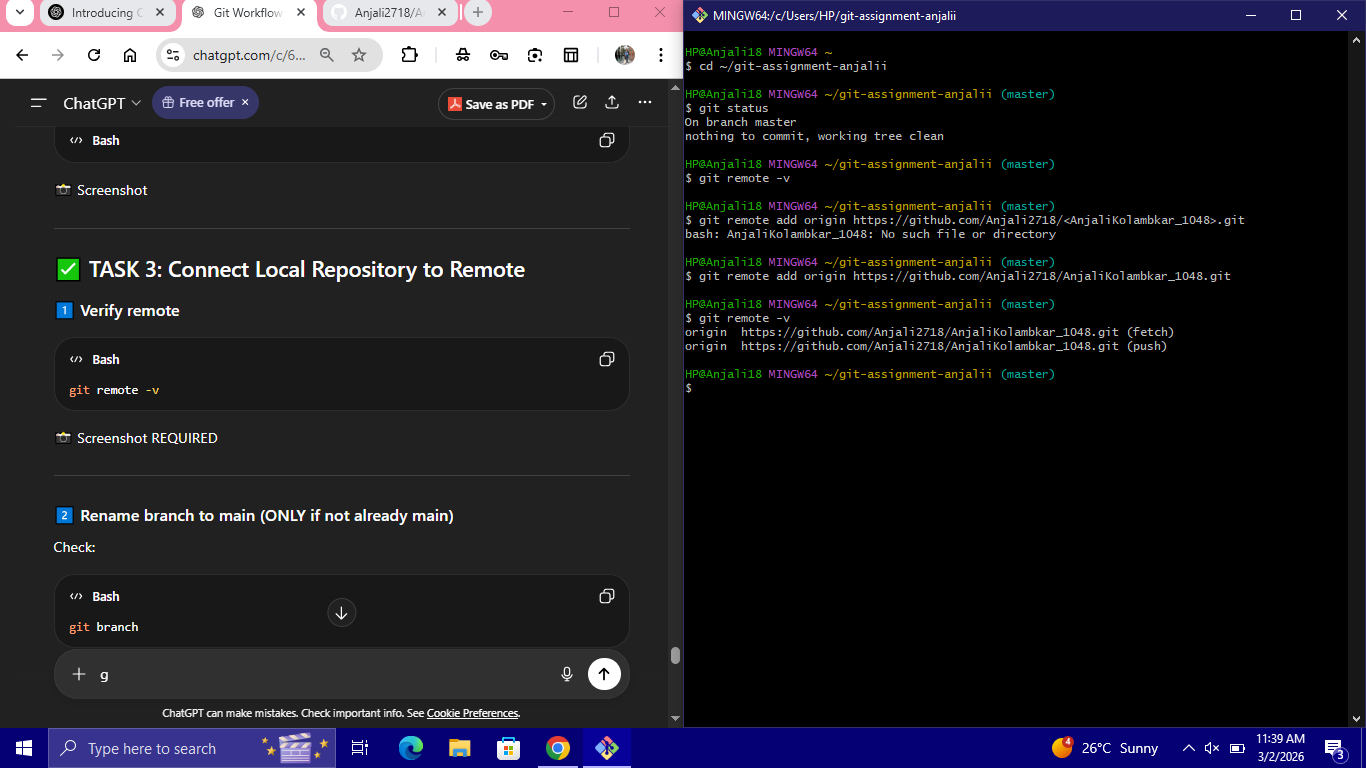 Introducing C
Git Workflow
Anjali2718/A
chatgpt.com/c/6...
ChatGPT
Free offer
Save as PDF
Bash
Screenshot
TASK 3: Connect Local Repository to Remote
1 Verify remote
Bash
git remote -v
Screenshot REQUIRED
2 Rename branch to main (ONLY if not already main)
Check:
Bash
git branch
g
ChatGPT can make mistakes. Check important info. See Cookie Preferences.
MINGW64:/c/Users/HP/git-assignment-anjalii
HP@Anjali18 MINGW64 ~
$ cd ~/git-assignment-anjalii
HP@Anjali18 MINGW64 ~/git-assignment-anjalii (master)
$ git status
On branch master
nothing to commit, working tree clean
HP@Anjali18 MINGW64 ~/git-assignment-anjalii (master)
$ git remote -v
HP@Anjali18 MINGW64 ~/git-assignment-anjalii (master)
$ git remote add origin https://github.com/Anjali2718/<AnjaliKolambkar_1048>.git
bash: AnjaliKolambkar_1048: No such file or directory
HP@Anjali18 MINGW64 ~/git-assignment-anjalii (master)
$ git remote add origin https://github.com/Anjali2718/AnjaliKolambkar_1048.git
HP@Anjali18 MINGW64 ~/git-assignment-anjalii (master)
$ git remote -v
origin  https://github.com/Anjali2718/AnjaliKolambkar_1048.git (fetch)
origin  https://github.com/Anjali2718/AnjaliKolambkar_1048.git (push)
HP@Anjali18 MINGW64 ~/git-assignment-anjalii (master)
$
Type here to search
4
26°C Sunny
11:39 AM
3/2/2026
3